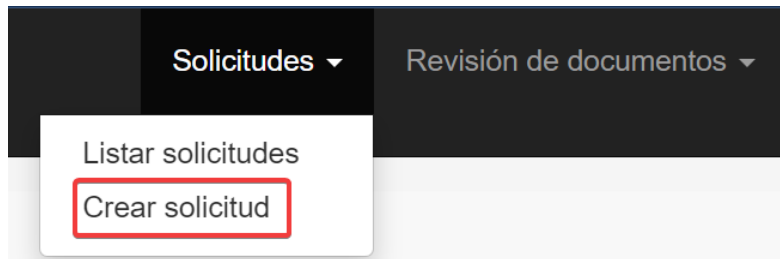 Solicitudes
Revisión de documentos
Listar solicitudes
Crear solicitud